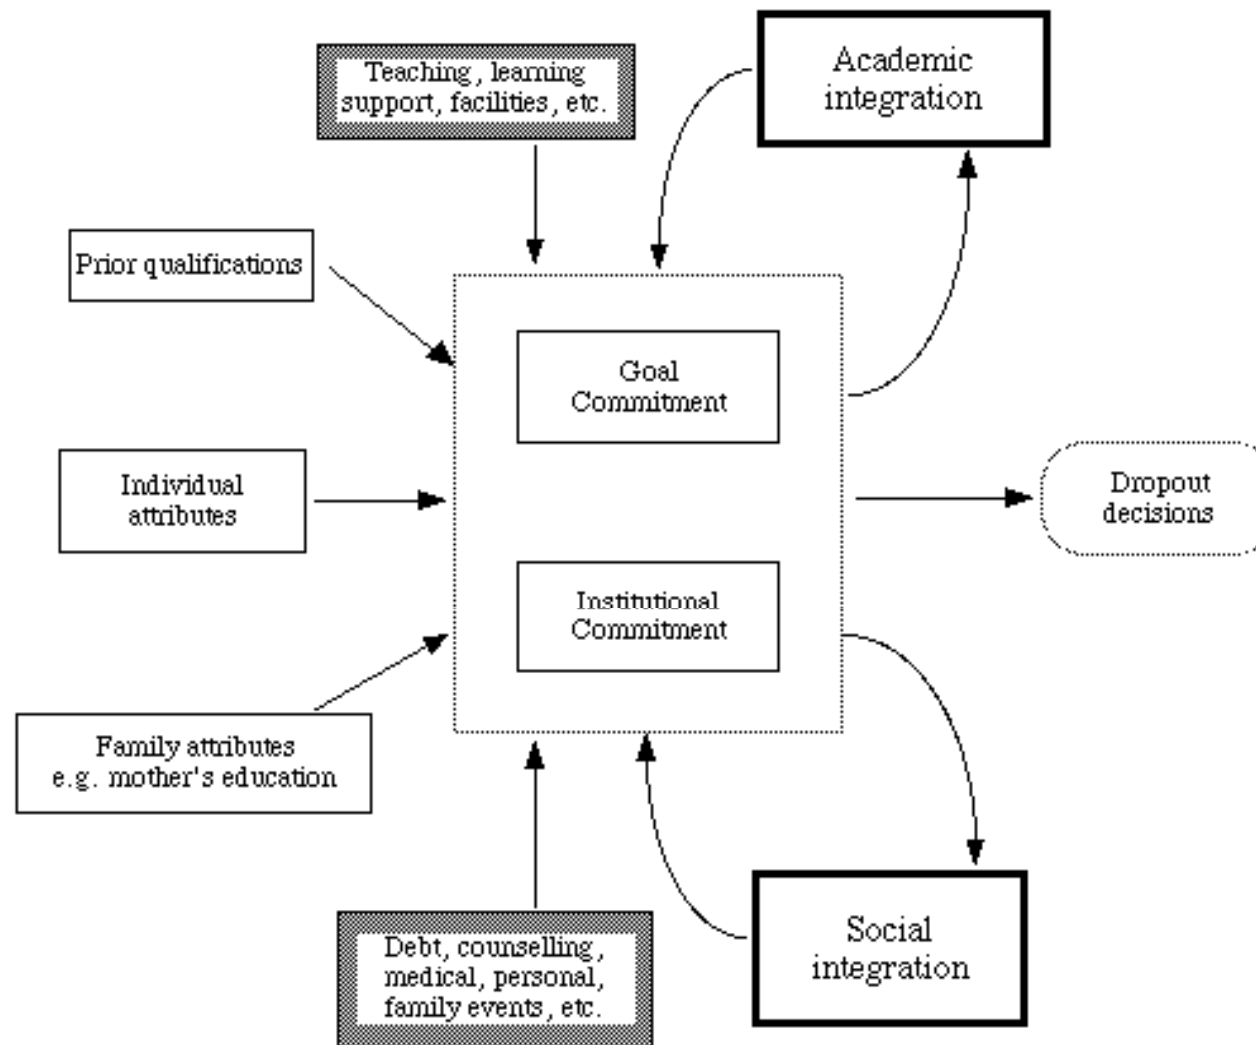 Teaching, learning
support, facilities, etc.
Academic
integration
Prior qualifications
Goal
Commitment
Individual
attributes
Dropout
decisions
Institutional
Commitment
Family attributes
e.g. mother's education
Debt, counselling,
medical, personal,
family events, etc.
Social
integration